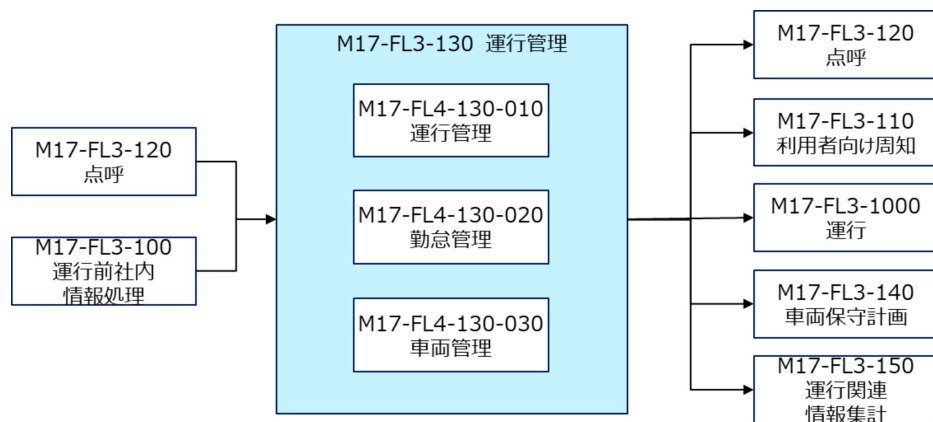 M17-FL3-120
点呼
M17-FL3-100
運行前社内
情報処理
M17-FL3-130 運行管理
M17-FL4-130-010
運行管理
M17-FL4-130-020
勤怠管理
M17-FL4-130-030
車両管理
M17-FL3-120
点呼
M17-FL3-110
利用者向け周知
M17-FL3-1000
運行
M17-FL3-140
車両保守計画
M17-FL3-150
運行関連
情報集計